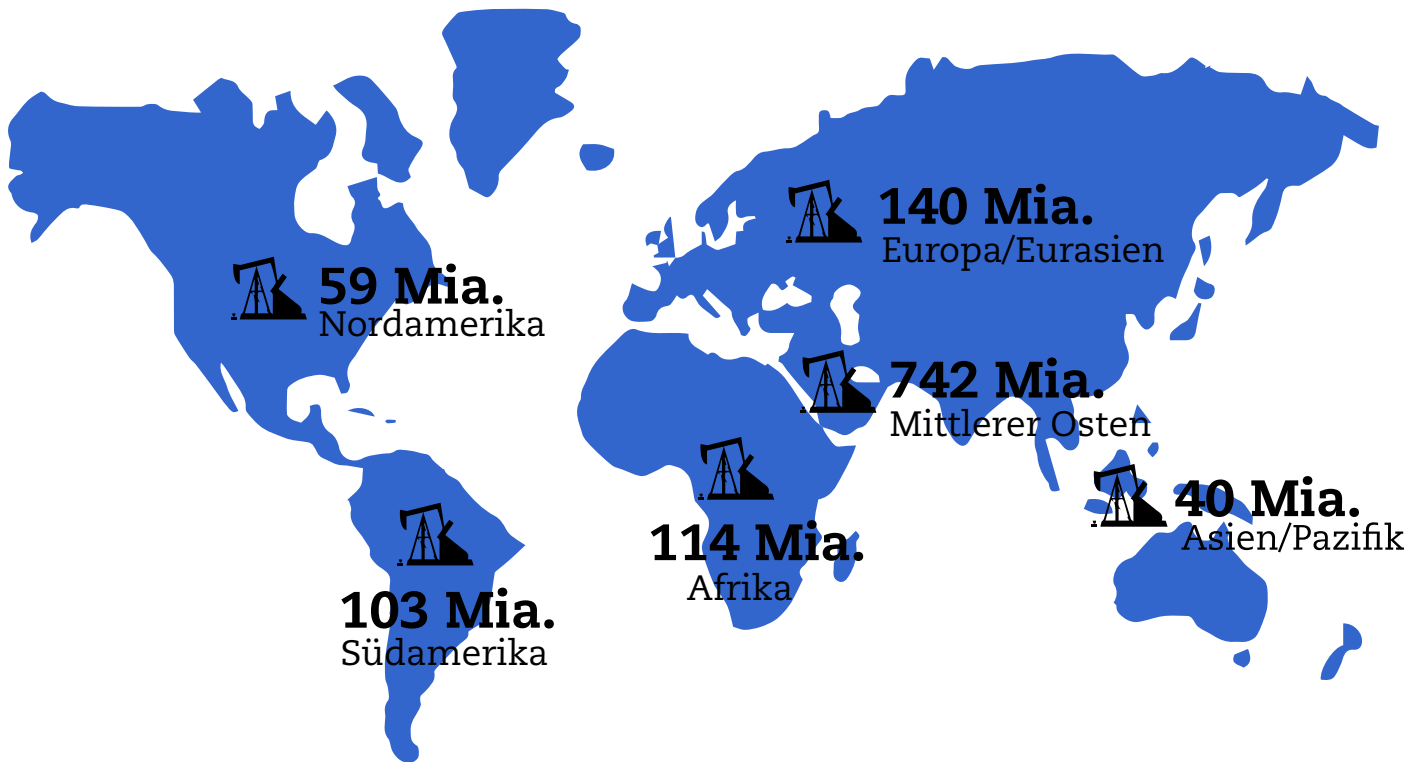 140 Mia.
Europa/Eurasien
59 Mia.
Nordamerika
742 Mia.
Mittlerer Osten
40 Mia.
Asien/Pazifik
114 Mia.
Afrika
103 Mia.
Südamerika